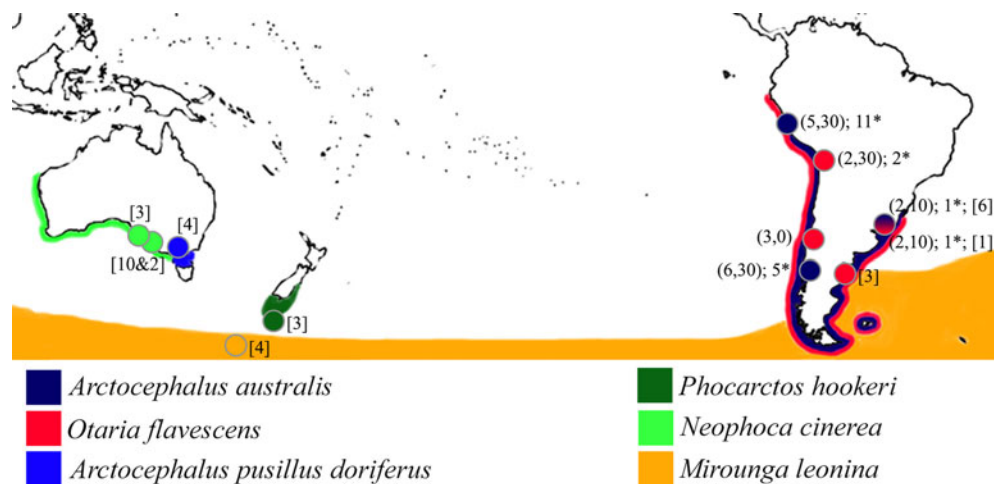 (5,30); 11*
(2,30); 2*
(2,10); 1*; [6]
[3]
[4]
(3,0)
(2,10); 1*; [1]
[10&2]
(6,30); 5*
[3]
[3]
[4]
Arctocephalus australis
Phocarctos hookeri
Otaria flavescens
Neophoca cinerea
Arctocephalus pusillus doriferus
Mirounga leonina